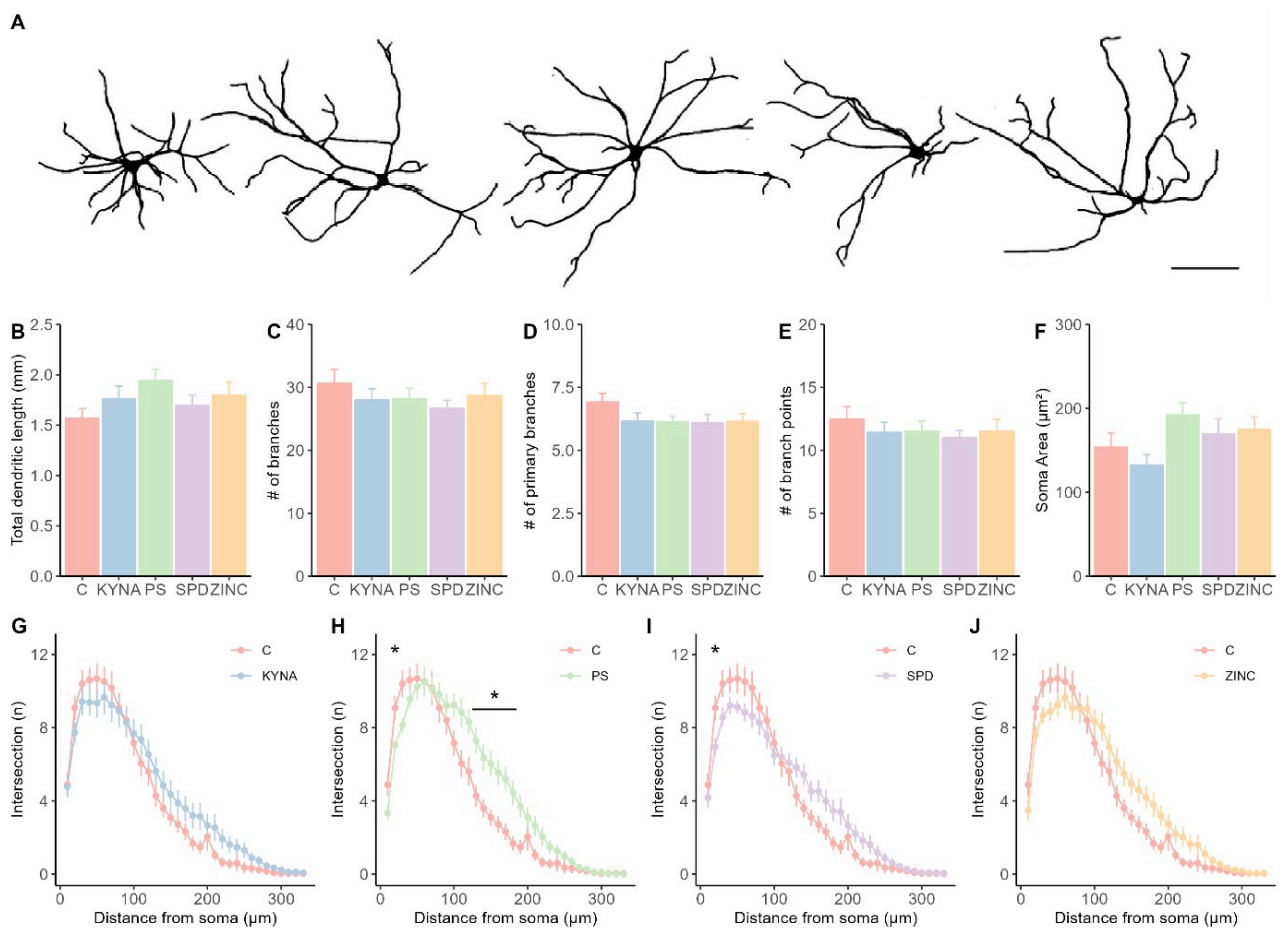 A
B
C
D
E
F
Total dendritic length (mm)
2.5
2.0
1.5
1.0
0.5
0.0
C KYNA PS SPD ZINC
# of branches
40
30
20
10
0
C KYNA PS SPD ZINC
# of primary branches
10.0
7.5
5.0
2.5
0.0
C KYNA PS SPD ZINC
# of branch points
20
15
10
5
0
C KYNA PS SPD ZINC
Soma Area (µm²)
300
200
100
0
C KYNA PS SPD ZINC
G
Intersecction (n)
12
8
4
0
C
KYNA
0 100 200 300
Distance from soma (µm)
H
Intersecction (n)
12
8
4
0
*
*
C
PS
0 100 200 300
Distance from soma (µm)
I
Intersecction (n)
12
8
4
0
*
C
SPD
0 100 200 300
Distance from soma (µm)
J
Intersecction (n)
12
8
4
0
C
ZINC
0 100 200 300
Distance from soma (µm)